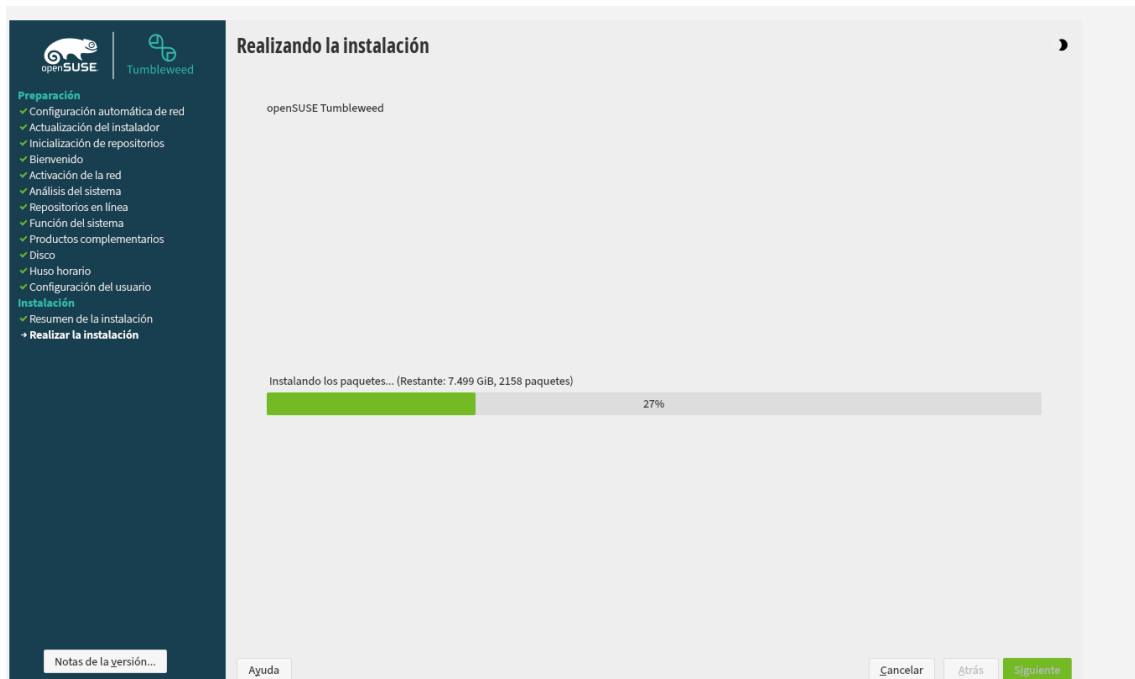 openSUSE
Tumbleweed
Preparación
Configuración automática de red
Actualización del instalador
Inicialización de repositorios
Bienvenido
Activación de la red
Análisis del sistema
Repositorios en línea
Función del sistema
Productos complementarios
Disco
Huso horario
Configuración del usuario
Instalación
Resumen de la instalación
Realizar la instalación
Notas de la versión...
Realizando la instalación
openSUSE Tumbleweed
Instalando los paquetes... (Restante: 7.499 GiB, 2158 paquetes)
27%
Ayuda
Cancelar
Atrás
Siguiente